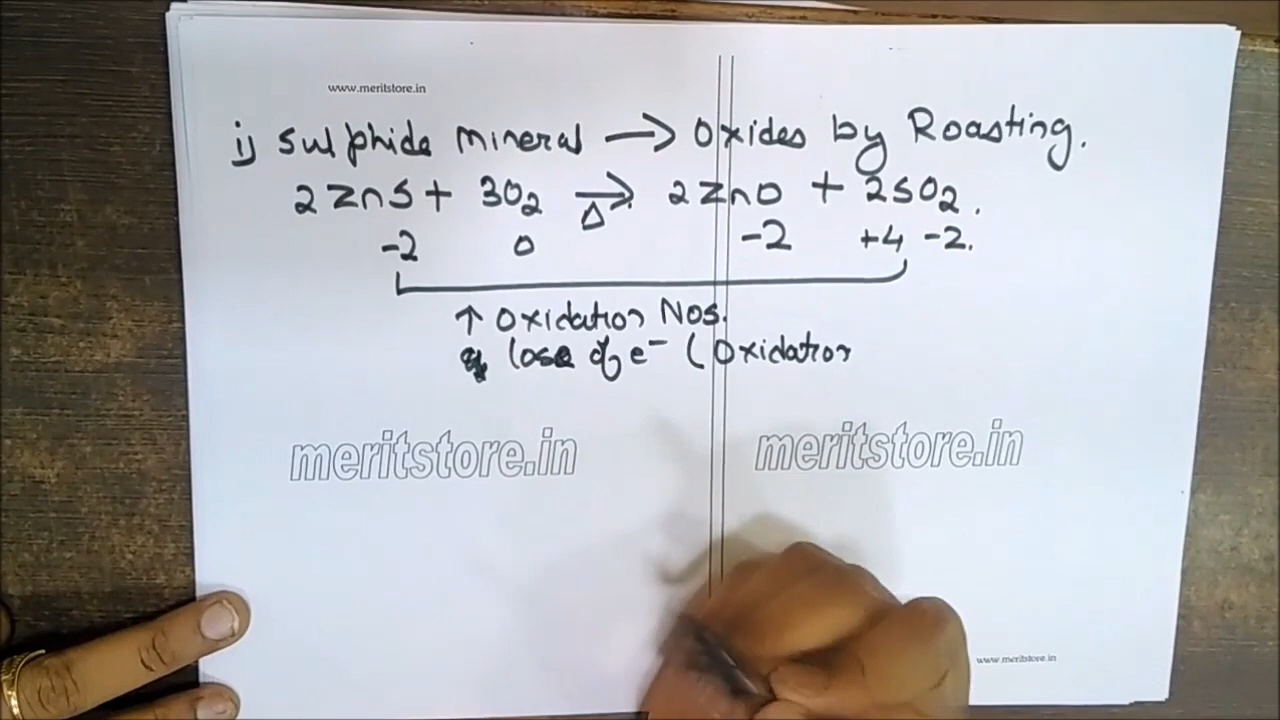 www.meritstore.in
i) sulphide mineral → Oxides by Roasting.
2ZnS + 3O₂ →Δ 2ZnO + 2SO₂.
-2 0 -2 +4 -2.
↑ Oxidation Nos.
lose of e⁻ (Oxidation
meritstore.in meritstore.in
www.meritstore.in